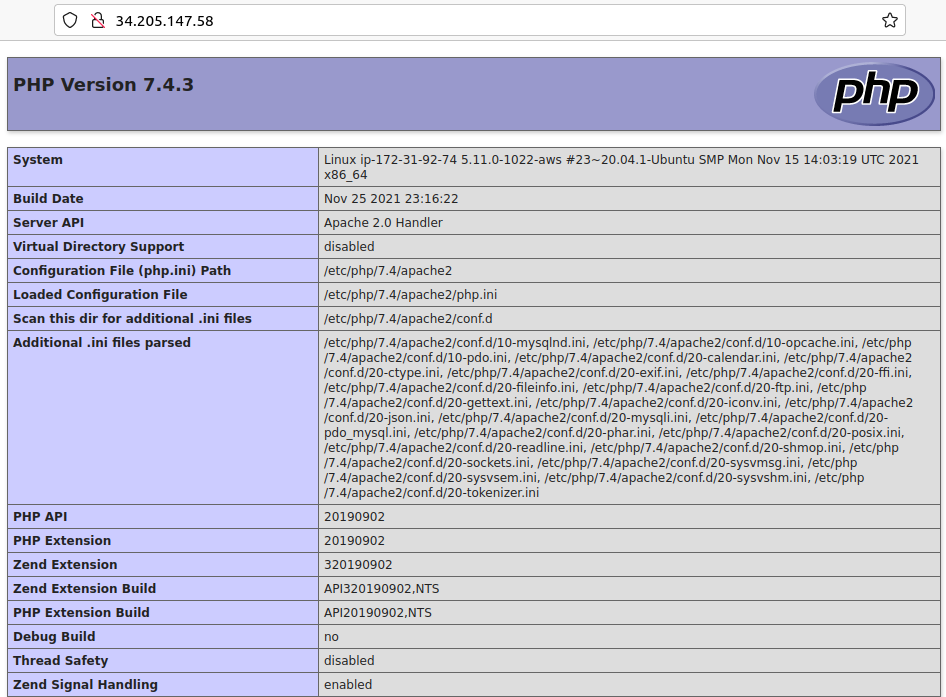 34.205.147.58
PHP Version 7.4.3
php
System
Linux ip-172-31-92-74 5.11.0-1022-aws #23~20.04.1-Ubuntu SMP Mon Nov 15 14:03:19 UTC 2021
x86_64
Build Date
Nov 25 2021 23:16:22
Server API
Apache 2.0 Handler
Virtual Directory Support
disabled
Configuration File (php.ini) Path
/etc/php/7.4/apache2
Loaded Configuration File
/etc/php/7.4/apache2/php.ini
Scan this dir for additional .ini files
/etc/php/7.4/apache2/conf.d
Additional .ini files parsed
/etc/php/7.4/apache2/conf.d/10-mysqlnd.ini, /etc/php/7.4/apache2/conf.d/10-opcache.ini, /etc/php
/7.4/apache2/conf.d/10-pdo.ini, /etc/php/7.4/apache2/conf.d/20-calendar.ini, /etc/php/7.4/apache2
/conf.d/20-ctype.ini, /etc/php/7.4/apache2/conf.d/20-exif.ini, /etc/php/7.4/apache2/conf.d/20-ffi.ini,
/etc/php/7.4/apache2/conf.d/20-fileinfo.ini, /etc/php/7.4/apache2/conf.d/20-ftp.ini, /etc/php
/7.4/apache2/conf.d/20-gettext.ini, /etc/php/7.4/apache2/conf.d/20-iconv.ini, /etc/php/7.4/apache2
/conf.d/20-json.ini, /etc/php/7.4/apache2/conf.d/20-mysqli.ini, /etc/php/7.4/apache2/conf.d/20-
pdo_mysql.ini, /etc/php/7.4/apache2/conf.d/20-phar.ini, /etc/php/7.4/apache2/conf.d/20-posix.ini,
/etc/php/7.4/apache2/conf.d/20-readline.ini, /etc/php/7.4/apache2/conf.d/20-shmop.ini, /etc/php
/7.4/apache2/conf.d/20-sockets.ini, /etc/php/7.4/apache2/conf.d/20-sysvmsg.ini, /etc/php
/7.4/apache2/conf.d/20-sysvsem.ini, /etc/php/7.4/apache2/conf.d/20-sysvshm.ini, /etc/php
/7.4/apache2/conf.d/20-tokenizer.ini
PHP API
20190902
PHP Extension
20190902
Zend Extension
320190902
Zend Extension Build
API320190902,NTS
PHP Extension Build
API20190902,NTS
Debug Build
no
Thread Safety
disabled
Zend Signal Handling
enabled